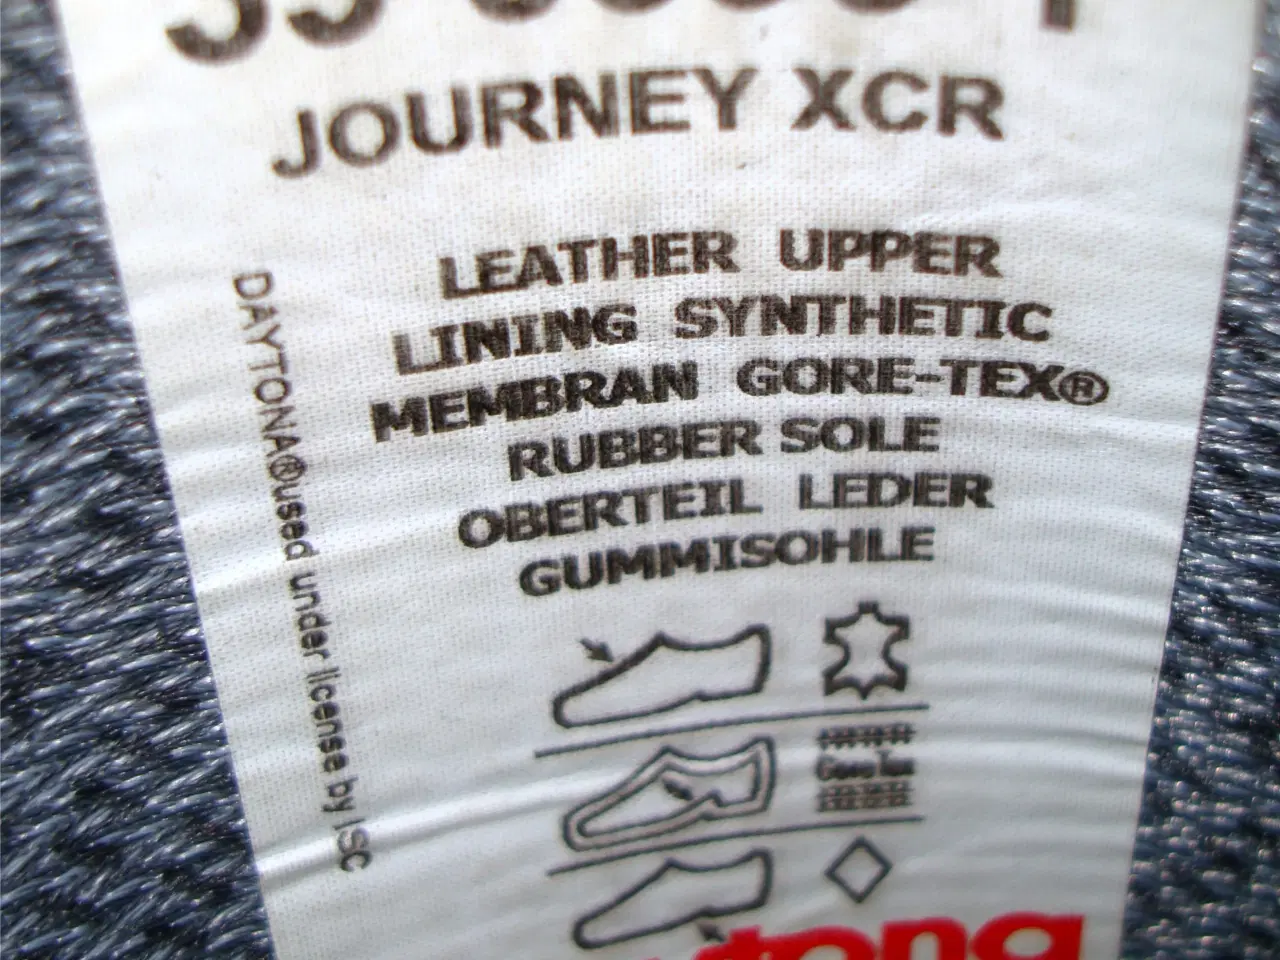 JOURNEY XCR
LEATHER UPPER
LINING SYNTHETIC
MEMBRAN GORE-TEX®
RUBBER SOLE
OBERTEIL LEDER
GUMMISOHLE
DAYTONA®used under license by ISC